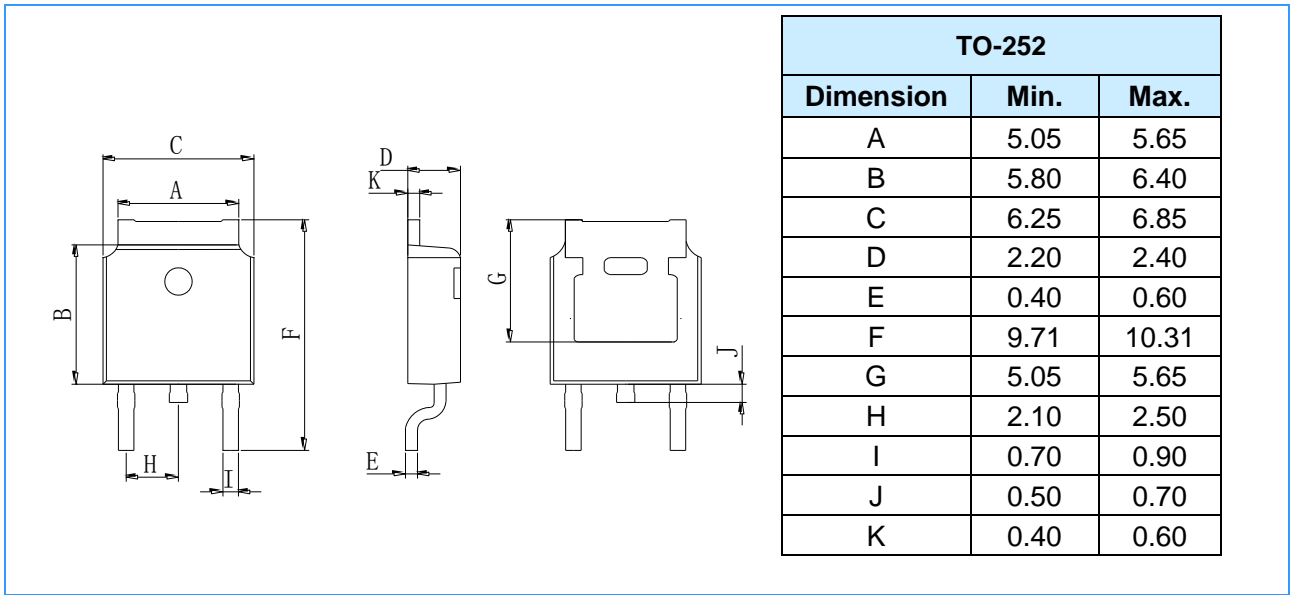 C
A
B
F
H
I
D
K
E
G
J
TO-252
Dimension Min. Max.
A 5.05 5.65
B 5.80 6.40
C 6.25 6.85
D 2.20 2.40
E 0.40 0.60
F 9.71 10.31
G 5.05 5.65
H 2.10 2.50
I 0.70 0.90
J 0.50 0.70
K 0.40 0.60